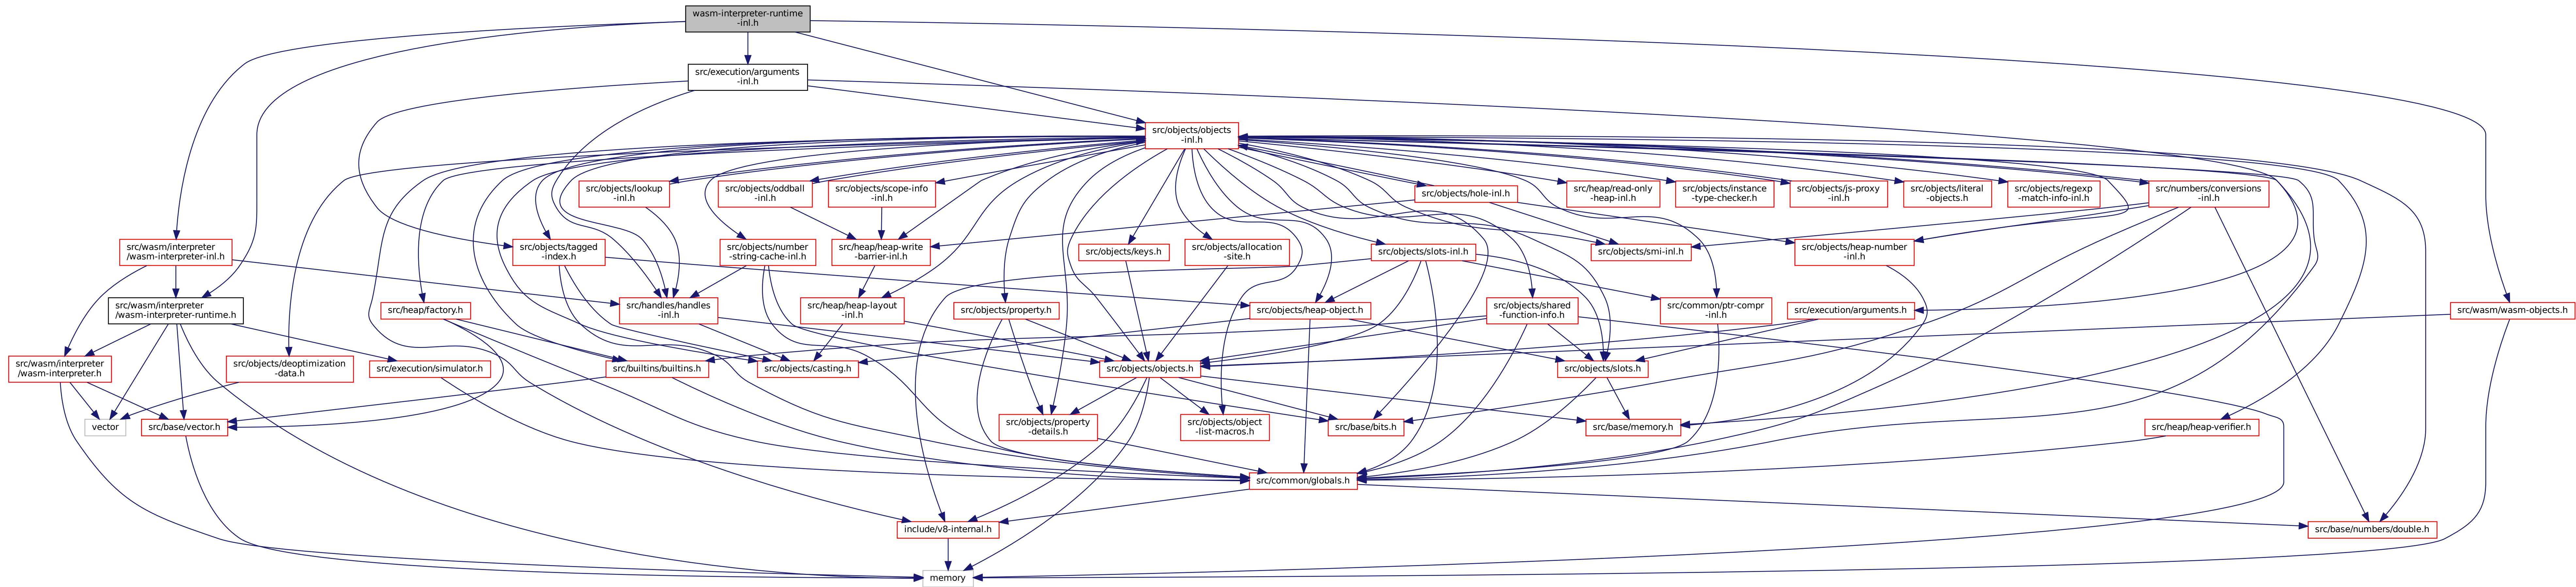 wasm-interpreter-runtime
-inl.h
src/execution/arguments
-inl.h
src/objects/objects
-inl.h
src/objects/lookup
-inl.h
src/objects/oddball
-inl.h
src/objects/scope-info
-inl.h
src/objects/hole-inl.h
src/heap/read-only
-heap-inl.h
src/objects/instance
-type-checker.h
src/objects/js-proxy
-inl.h
src/objects/literal
-objects.h
src/objects/regexp
-match-info-inl.h
src/numbers/conversions
-inl.h
src/wasm/interpreter
/wasm-interpreter-inl.h
src/objects/tagged
-index.h
src/objects/number
-string-cache-inl.h
src/heap/heap-write
-barrier-inl.h
src/objects/keys.h
src/objects/allocation
-site.h
src/objects/slots-inl.h
src/objects/smi-inl.h
src/objects/heap-number
-inl.h
src/wasm/interpreter
/wasm-interpreter-runtime.h
src/heap/factory.h
src/handles/handles
-inl.h
src/heap/heap-layout
-inl.h
src/objects/property.h
src/objects/heap-object.h
src/objects/shared
-function-info.h
src/common/ptr-compr
-inl.h
src/execution/arguments.h
src/wasm/wasm-objects.h
src/wasm/interpreter
/wasm-interpreter.h
src/objects/deoptimization
-data.h
src/execution/simulator.h
src/builtins/builtins.h
src/objects/casting.h
src/objects/objects.h
src/objects/slots.h
vector
src/base/vector.h
src/objects/property
-details.h
src/objects/object
-list-macros.h
src/base/bits.h
src/base/memory.h
src/heap/heap-verifier.h
src/common/globals.h
include/v8-internal.h
src/base/numbers/double.h
memory